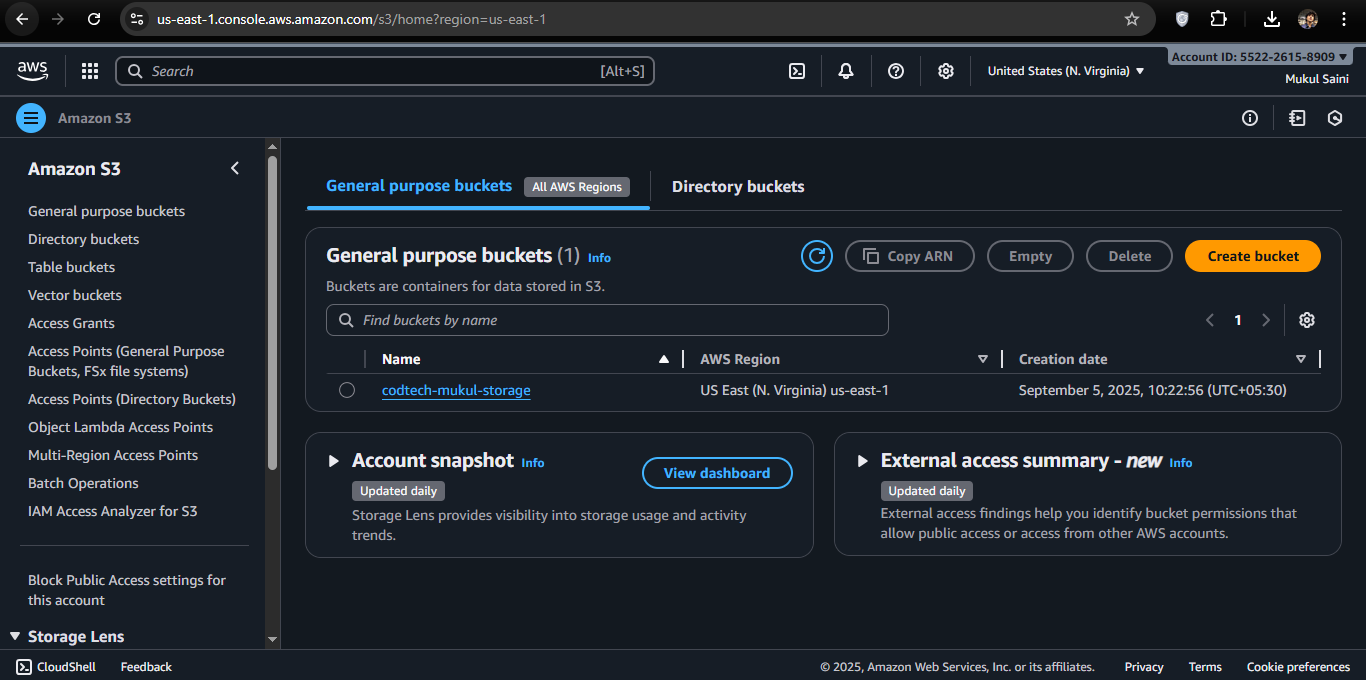 us-east-1.console.aws.amazon.com/s3/home?region=us-east-1
aws
Search
[Alt+S]
United States (N. Virginia)
Account ID: 5522-2615-8909
Mukul Saini
Amazon S3
Amazon S3
General purpose buckets
Directory buckets
Table buckets
Vector buckets
Access Grants
Access Points (General Purpose
Buckets, FSx file systems)
Access Points (Directory Buckets)
Object Lambda Access Points
Multi-Region Access Points
Batch Operations
IAM Access Analyzer for S3
Block Public Access settings for
this account
Storage Lens
General purpose buckets All AWS Regions
Directory buckets
General purpose buckets (1) Info
Copy ARN
Empty
Delete
Create bucket
Buckets are containers for data stored in S3.
Find buckets by name
1
Name AWS Region Creation date
codtech-mukul-storage US East (N. Virginia) us-east-1 September 5, 2025, 10:22:56 (UTC+05:30)
Account snapshot Info
View dashboard
Updated daily
Storage Lens provides visibility into storage usage and activity
trends.
External access summary - new Info
Updated daily
External access findings help you identify bucket permissions that
allow public access or access from other AWS accounts.
CloudShell Feedback
© 2025, Amazon Web Services, Inc. or its affiliates. Privacy Terms Cookie preferences